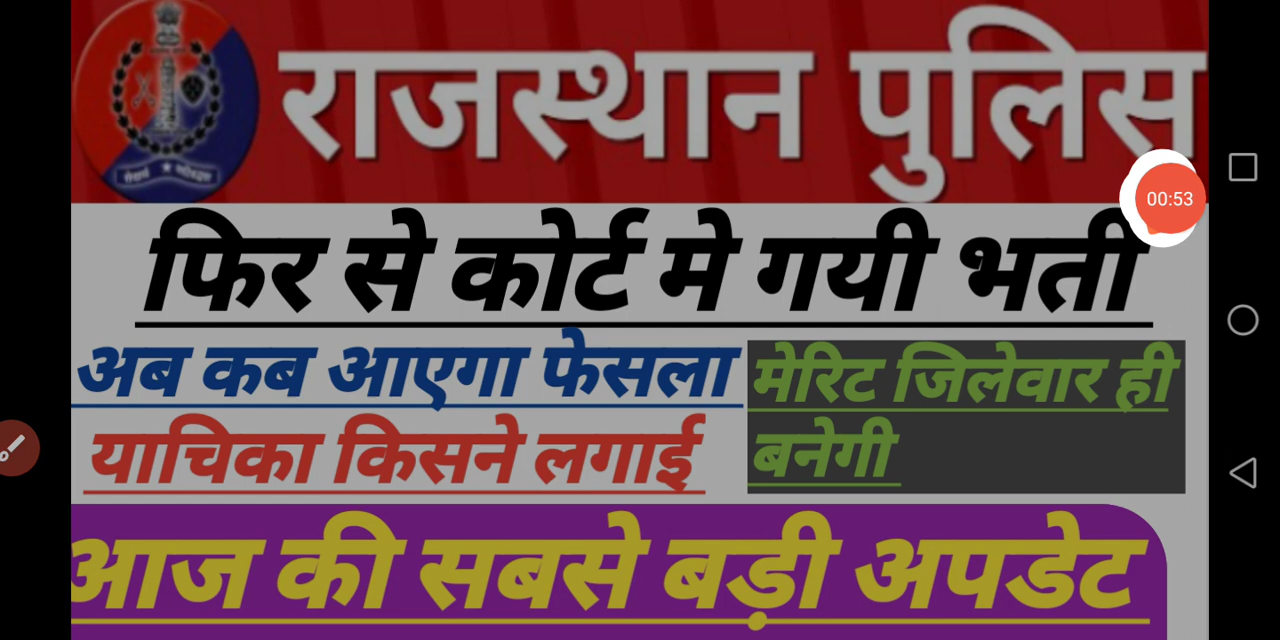 राजस्थान पुलिस
00:53
फिर से कोर्ट मे गयी भर्ती
अब कब आएगा फेसला
याचिका किसने लगाई
मेरिट जिलेवार ही
बनेगी
आज की सबसे बड़ी अपडेट